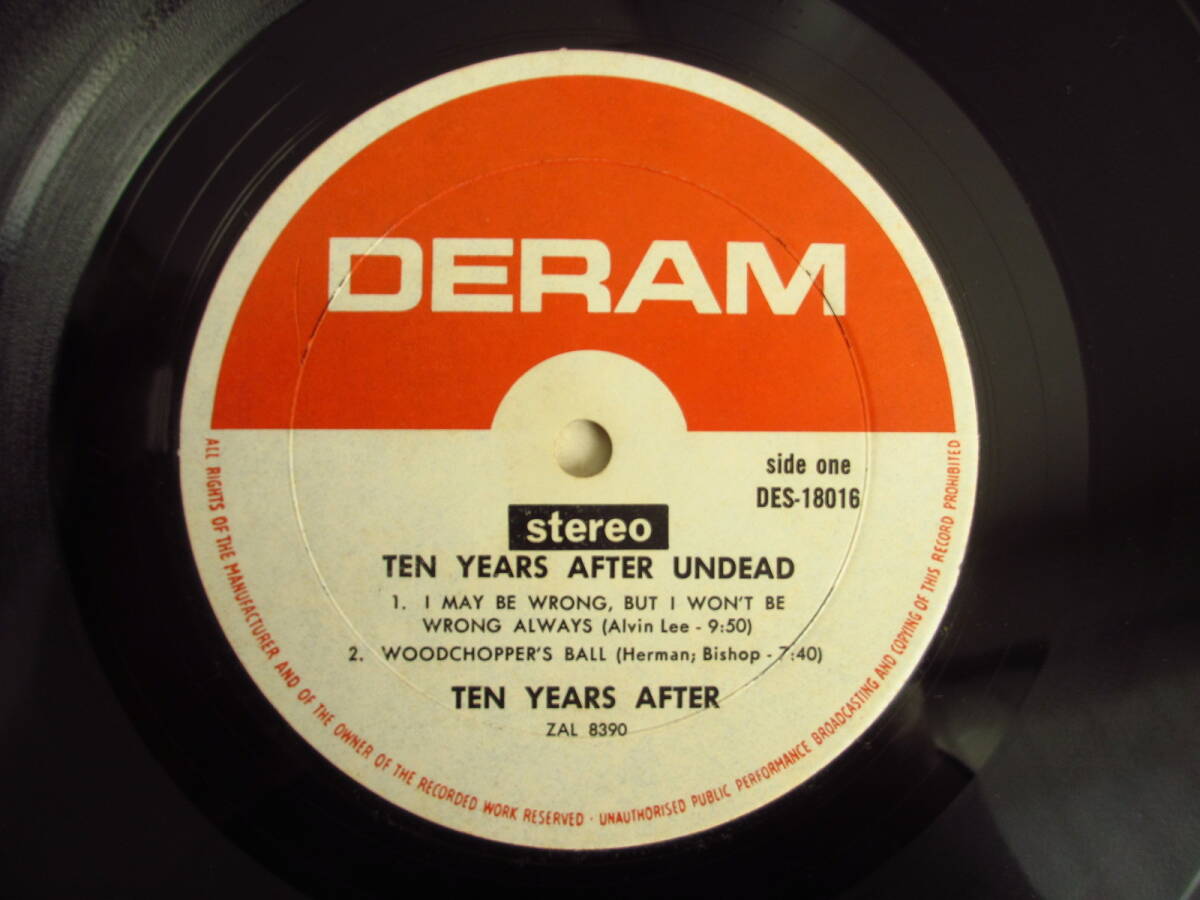 DERAM
side one
DES-18016
stereo
TEN YEARS AFTER UNDEAD
1. I MAY BE WRONG, BUT I WON'T BE
WRONG ALWAYS (Alvin Lee - 9:50)
2. WOODCHOPPER'S BALL (Herman; Bishop - 7:40)
TEN YEARS AFTER
ZAL 8390
ALL RIGHTS OF THE MANUFACTURER AND OF THE OWNER OF THE RECORDED WORK RESERVED · UNAUTHORISED PUBLIC PERFORMANCE BROADCASTING AND COPYING OF THIS RECORD PROHIBITED